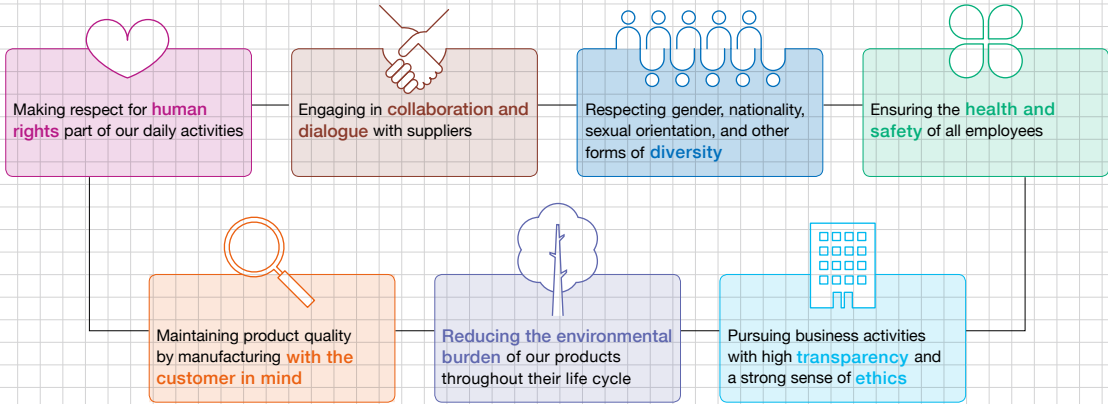 Making respect for human
rights part of our daily activities
Engaging in collaboration and
dialogue with suppliers
Respecting gender, nationality,
sexual orientation, and other
forms of diversity
Ensuring the health and
safety of all employees
Maintaining product quality
by manufacturing with the
customer in mind
Reducing the environmental
burden of our products
throughout their life cycle
Pursuing business activities
with high transparency and
a strong sense of ethics